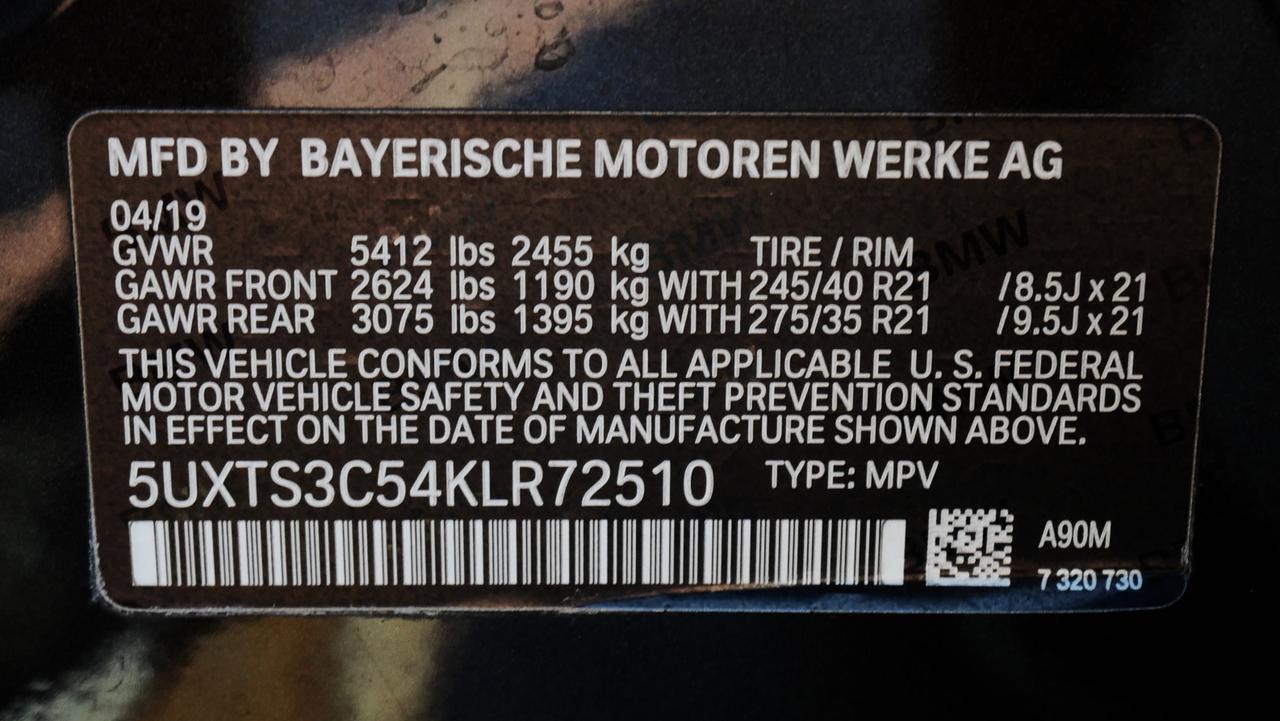 MFD BY BAYERISCHE MOTOREN WERKE AG
04/19
GVWR 5412 lbs 2455 kg TIRE / RIM
GAWR FRONT 2624 lbs 1190 kg WITH 245/40 R21 /8.5J x 21
GAWR REAR 3075 lbs 1395 kg WITH 275/35 R21 /9.5J x 21
THIS VEHICLE CONFORMS TO ALL APPLICABLE U. S. FEDERAL
MOTOR VEHICLE SAFETY AND THEFT PREVENTION STANDARDS
IN EFFECT ON THE DATE OF MANUFACTURE SHOWN ABOVE.
5UXTS3C54KLR72510 TYPE: MPV
A90M
7 320 730
BMW
BMW
BMW